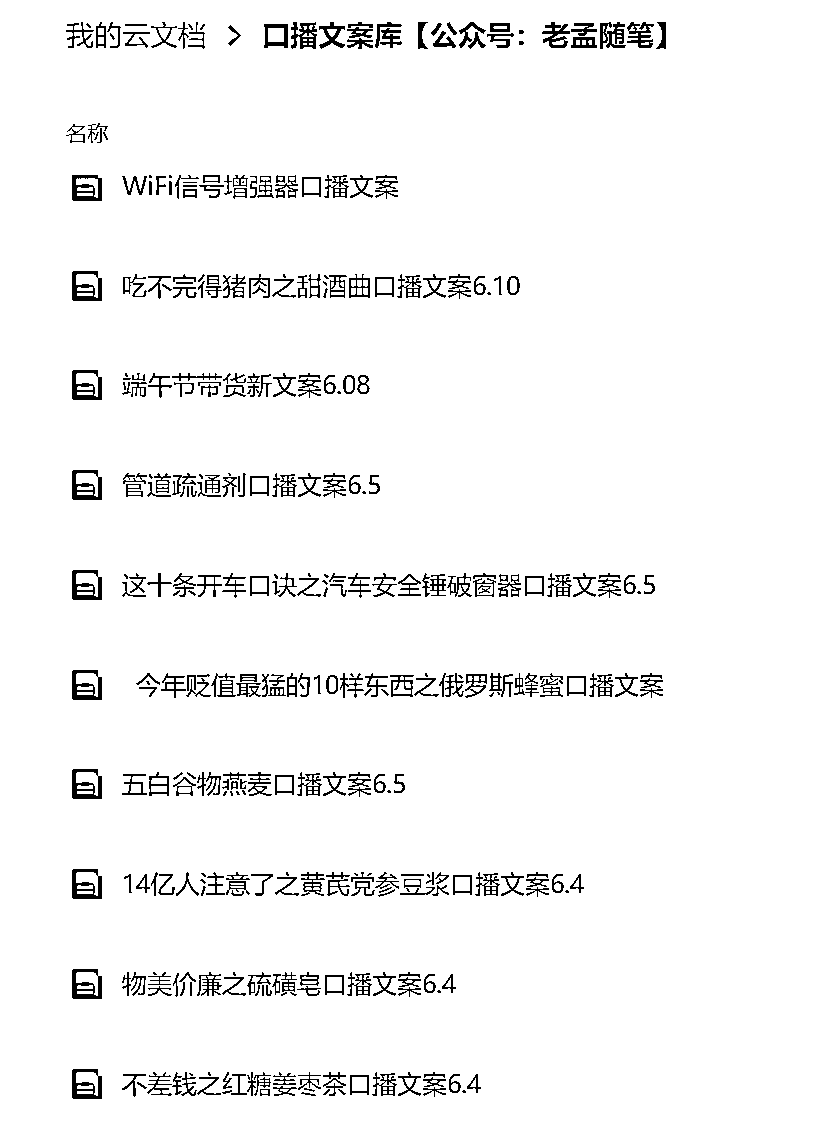 我的云文档 > 口播文案库【公众号：老孟随笔】
名称
WiFi信号增强器口播文案
吃不完得猪肉之甜酒曲口播文案6.10
端午节带货新文案6.08
管道疏通剂口播文案6.5
这十条开车口诀之汽车安全锤破窗器口播文案6.5
今年贬值最猛的10样东西之俄罗斯蜂蜜口播文案
五白谷物燕麦口播文案6.5
14亿人注意了之黄芪党参豆浆口播文案6.4
物美价廉之硫磺皂口播文案6.4
不差钱之红糖姜枣茶口播文案6.4